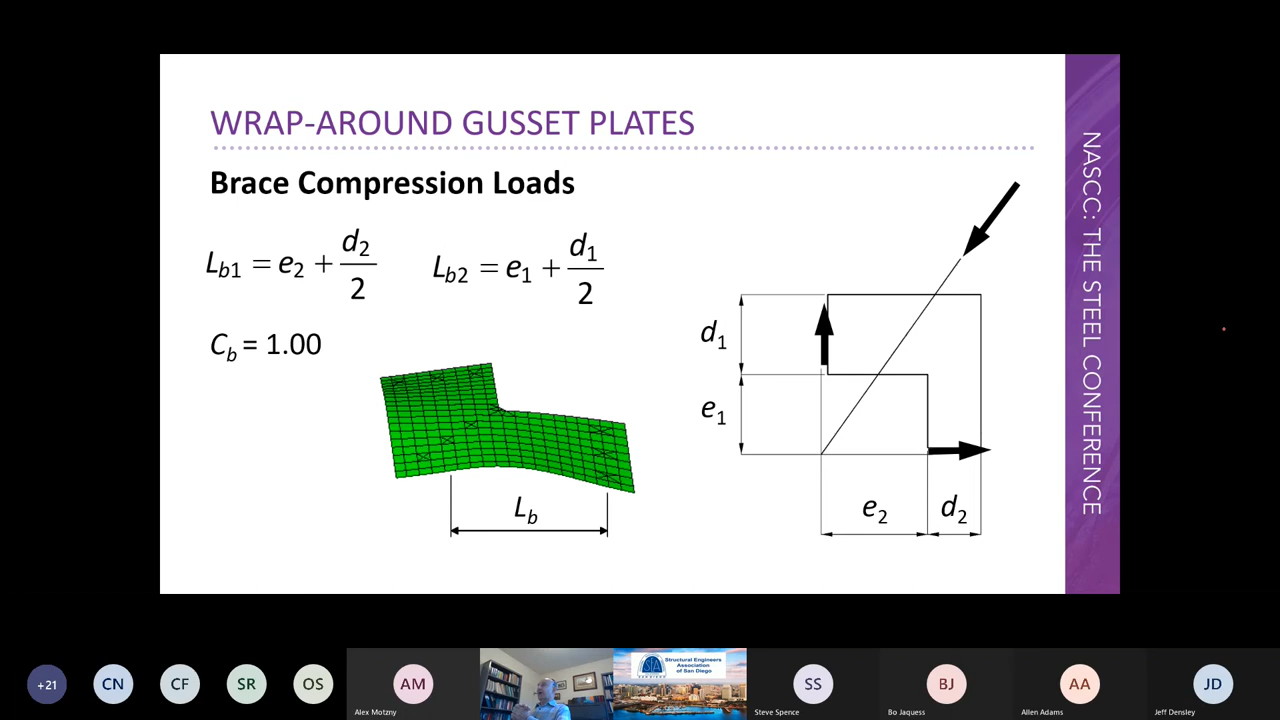 WRAP-AROUND GUSSET PLATES
Brace Compression Loads
L_b1 = e_2 + d_2/2
L_b2 = e_1 + d_1/2
C_b = 1.00
L_b
d_1
e_1
e_2
d_2
NASCC: THE STEEL CONFERENCE
+21
CN
CF
SR
OS
AM
Alex Motzny
Structural Engineers
Association
of San Diego
SS
Steve Spence
BJ
Bo Jaquess
AA
Allen Adams
JD
Jeff Densley